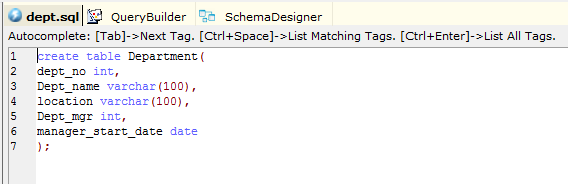 dept.sql QueryBuilder SchemaDesigner
Autocomplete: [Tab]->Next Tag. [Ctrl+Space]->List Matching Tags. [Ctrl+Enter]->List All Tags.
1 create table Department(
2 dept_no int,
3 Dept_name varchar(100),
4 location varchar(100),
5 Dept_mgr int,
6 manager_start_date date
7 );